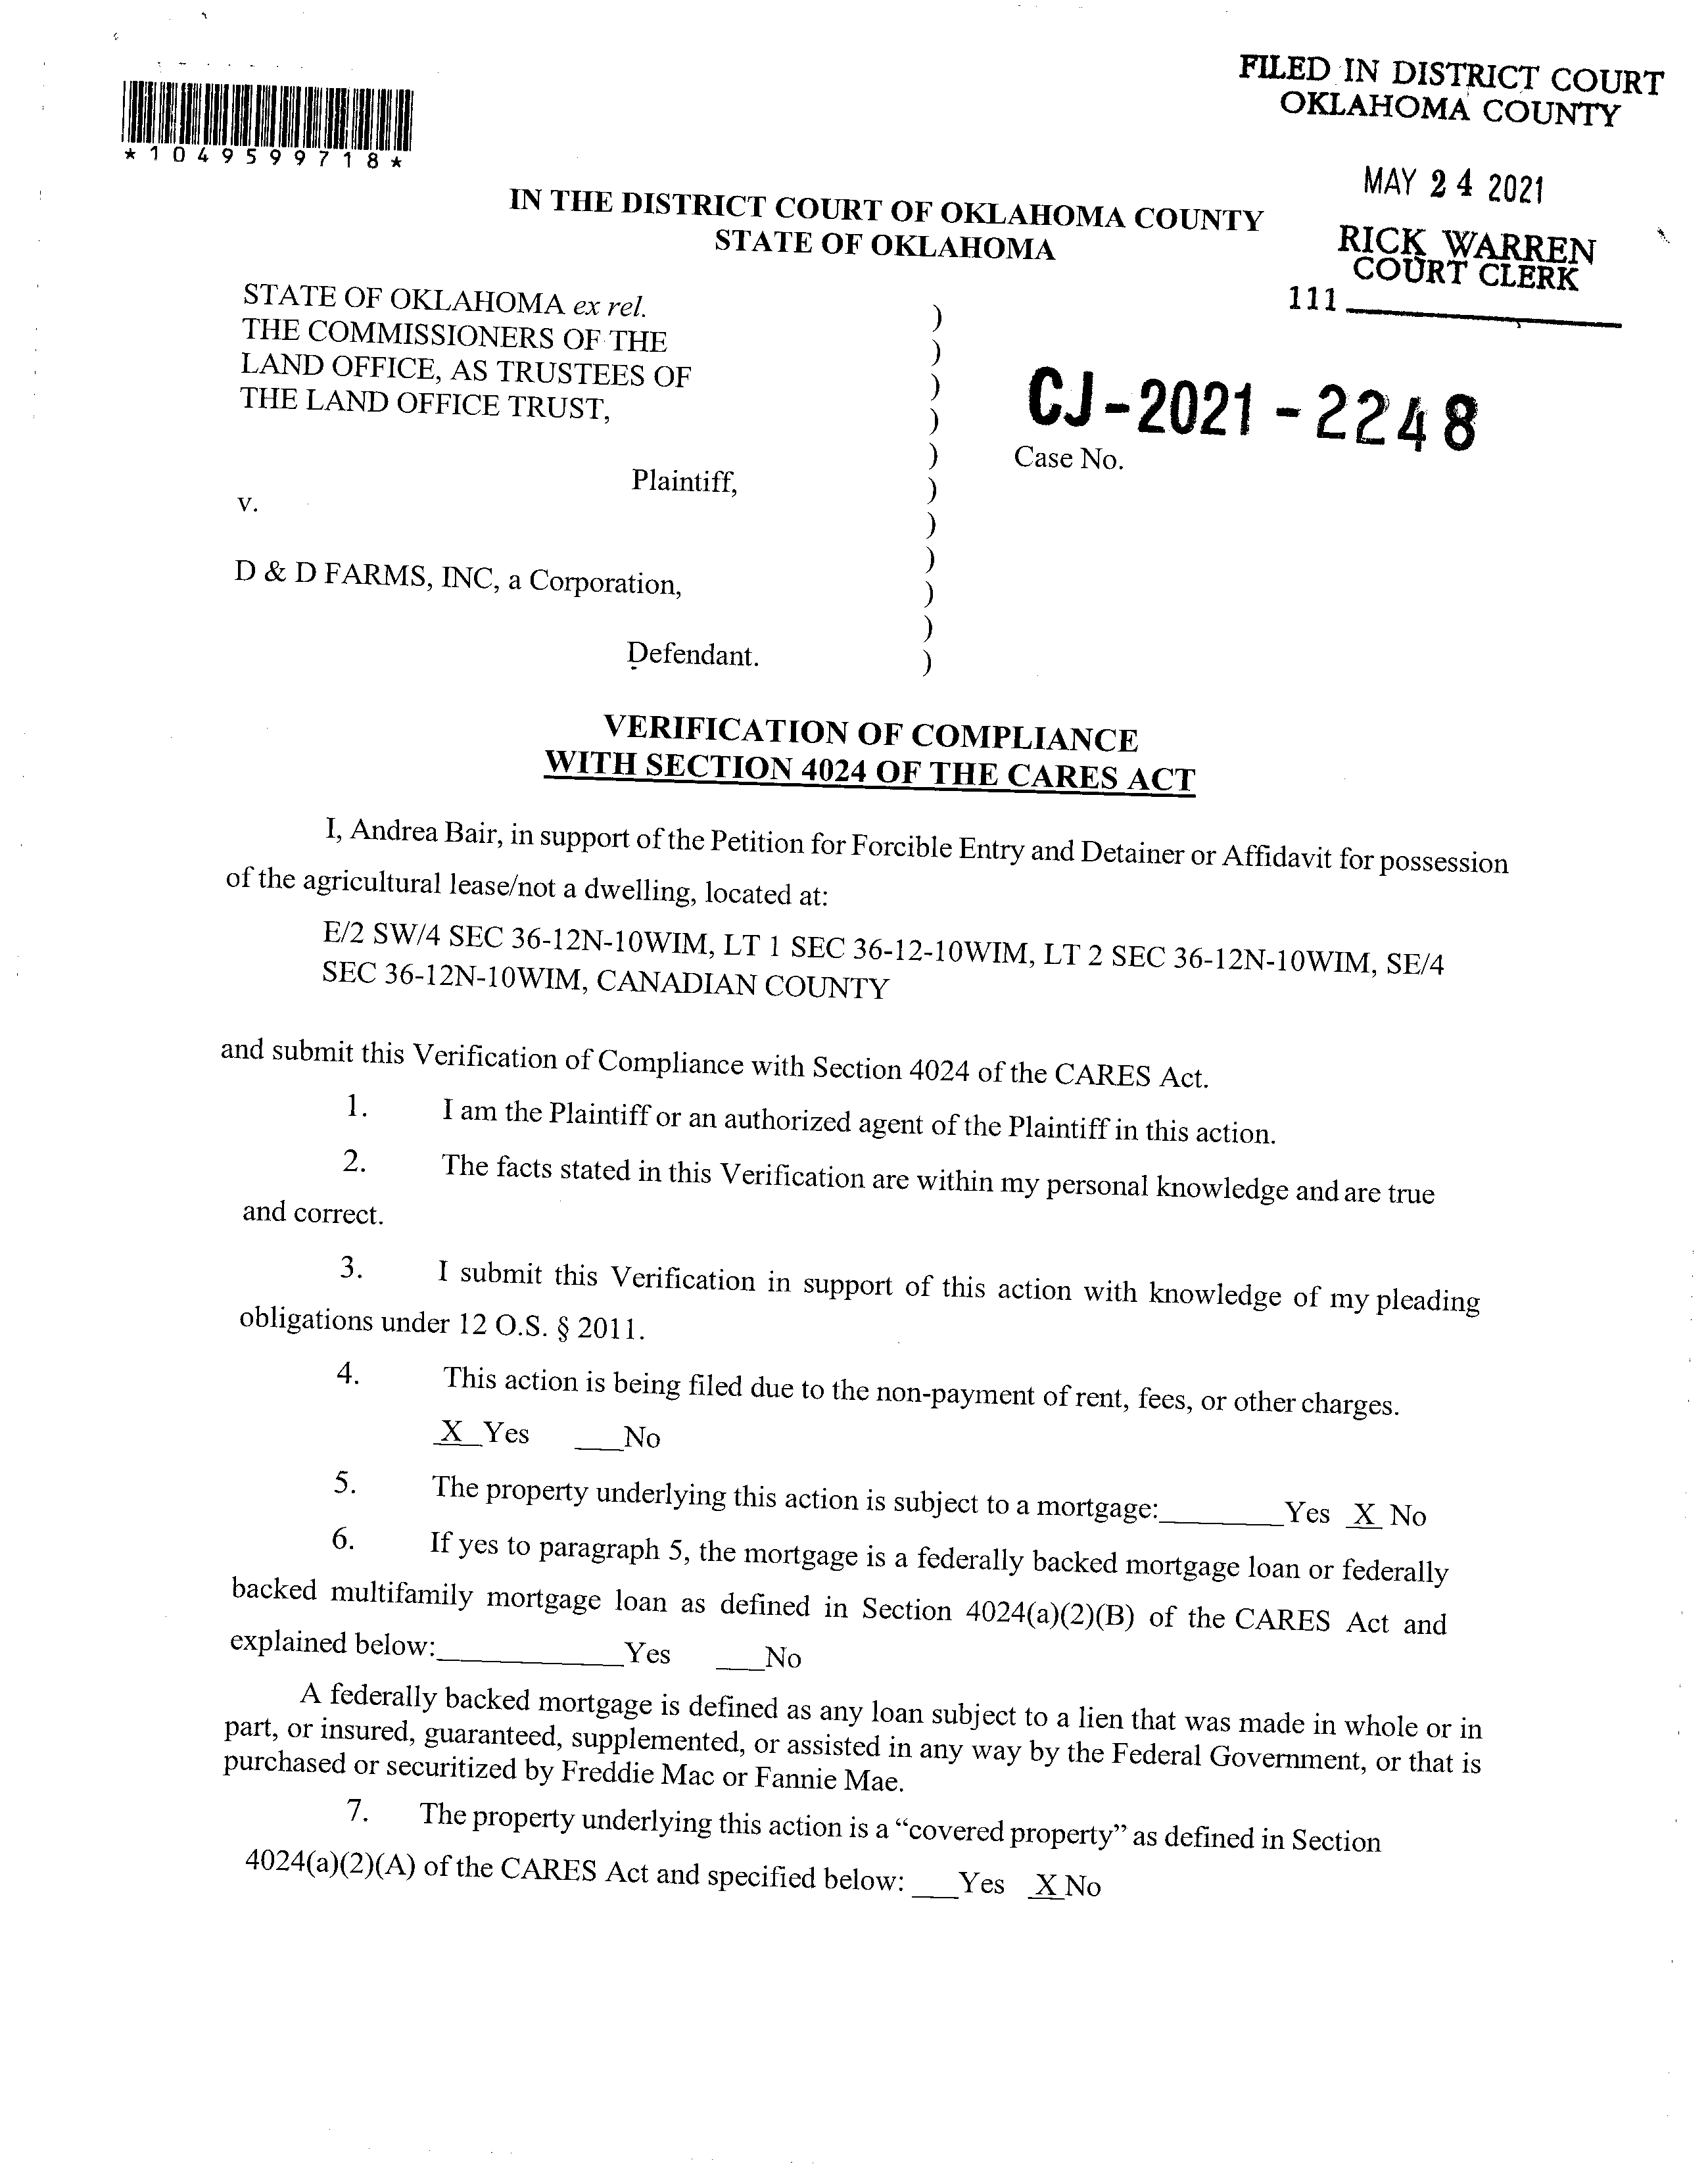 FILED IN DISTRICT COURT
OKLAHOMA COUNTY
*1049599718*
MAY 24 2021
IN THE DISTRICT COURT OF OKLAHOMA COUNTY
STATE OF OKLAHOMA
RICK WARREN
COURT CLERK
111
STATE OF OKLAHOMA ex rel. )
THE COMMISSIONERS OF THE )
LAND OFFICE, AS TRUSTEES OF )
THE LAND OFFICE TRUST, )
)
Plaintiff, )
v. )
)
D & D FARMS, INC, a Corporation, )
)
Defendant. )
CJ-2021-2248
Case No.
VERIFICATION OF COMPLIANCE
WITH SECTION 4024 OF THE CARES ACT
I, Andrea Bair, in support of the Petition for Forcible Entry and Detainer or Affidavit for possession
of the agricultural lease/not a dwelling, located at:
E/2 SW/4 SEC 36-12N-10WIM, LT 1 SEC 36-12-10WIM, LT 2 SEC 36-12N-10WIM, SE/4
SEC 36-12N-10WIM, CANADIAN COUNTY
and submit this Verification of Compliance with Section 4024 of the CARES Act.
1. I am the Plaintiff or an authorized agent of the Plaintiff in this action.
2. The facts stated in this Verification are within my personal knowledge and are true
and correct.
3. I submit this Verification in support of this action with knowledge of my pleading
obligations under 12 O.S. § 2011.
4. This action is being filed due to the non-payment of rent, fees, or other charges.
X Yes ___No
5. The property underlying this action is subject to a mortgage:________Yes X No
6. If yes to paragraph 5, the mortgage is a federally backed mortgage loan or federally
backed multifamily mortgage loan as defined in Section 4024(a)(2)(B) of the CARES Act and
explained below:____________Yes ___No
A federally backed mortgage is defined as any loan subject to a lien that was made in whole or in
part, or insured, guaranteed, supplemented, or assisted in any way by the Federal Government, or that is
purchased or securitized by Freddie Mac or Fannie Mae.
7. The property underlying this action is a “covered property” as defined in Section
4024(a)(2)(A) of the CARES Act and specified below: ___Yes X No